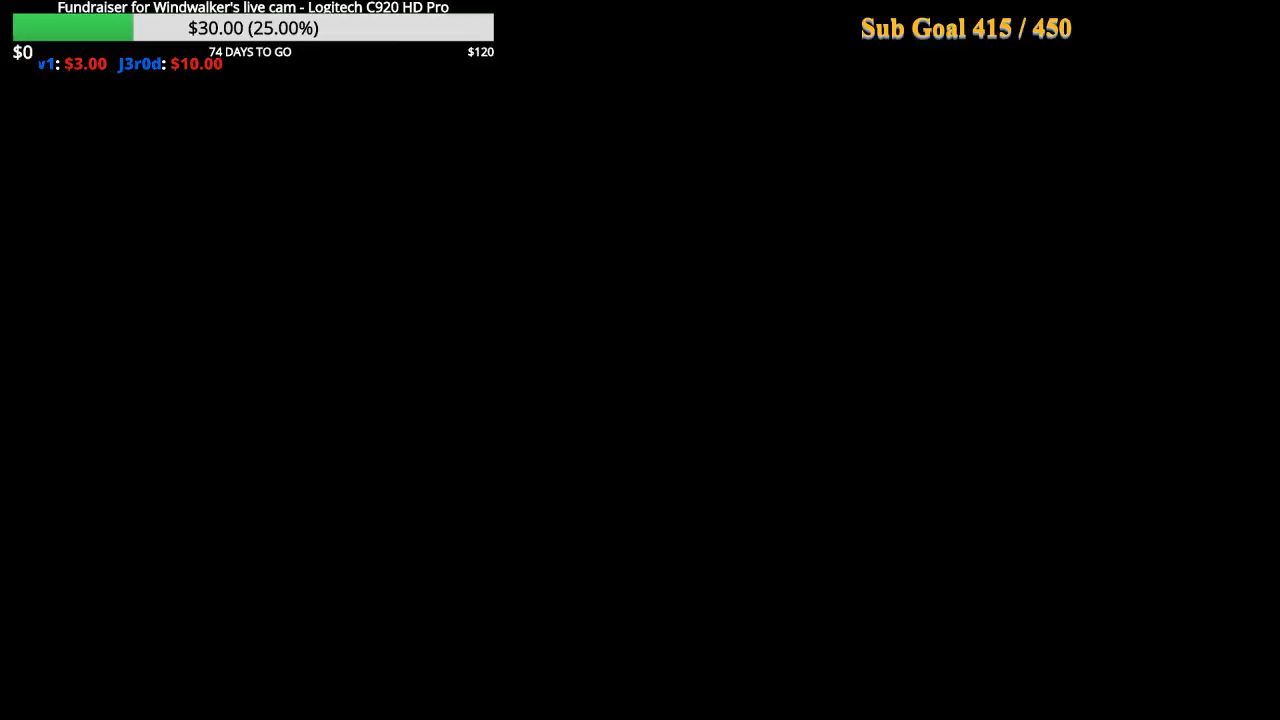 Fundraiser for Windwalker's live cam - Logitech C920 HD Pro
$30.00 (25.00%)
Sub Goal 415 / 450
$0 74 DAYS TO GO $120
v1: $3.00 J3r0d: $10.00